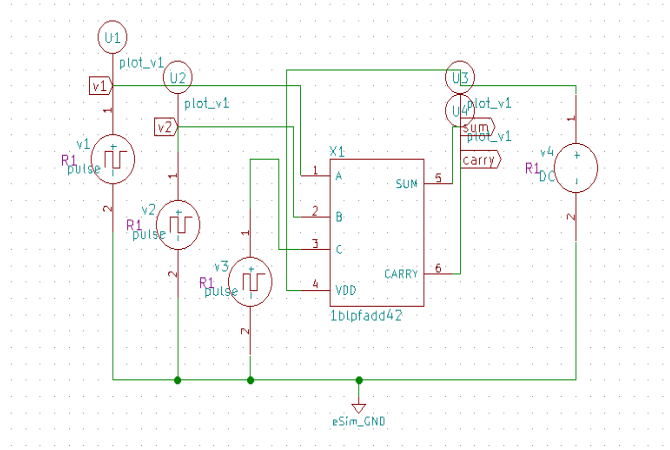 U1
plot_v1
U2
plot_v1
U3
plot_v1
U4
plot_v1
v1
v2
sum
carry
1
v1
R1
pulse
2
1
v2
R1
pulse
2
1
v3
R1
pulse
2
X1
1 A
2 B
3 C
4 VDD
SUM 5
CARRY 6
1blpfadd42
1
v4
+
R1
DC
-
2
eSim_GND